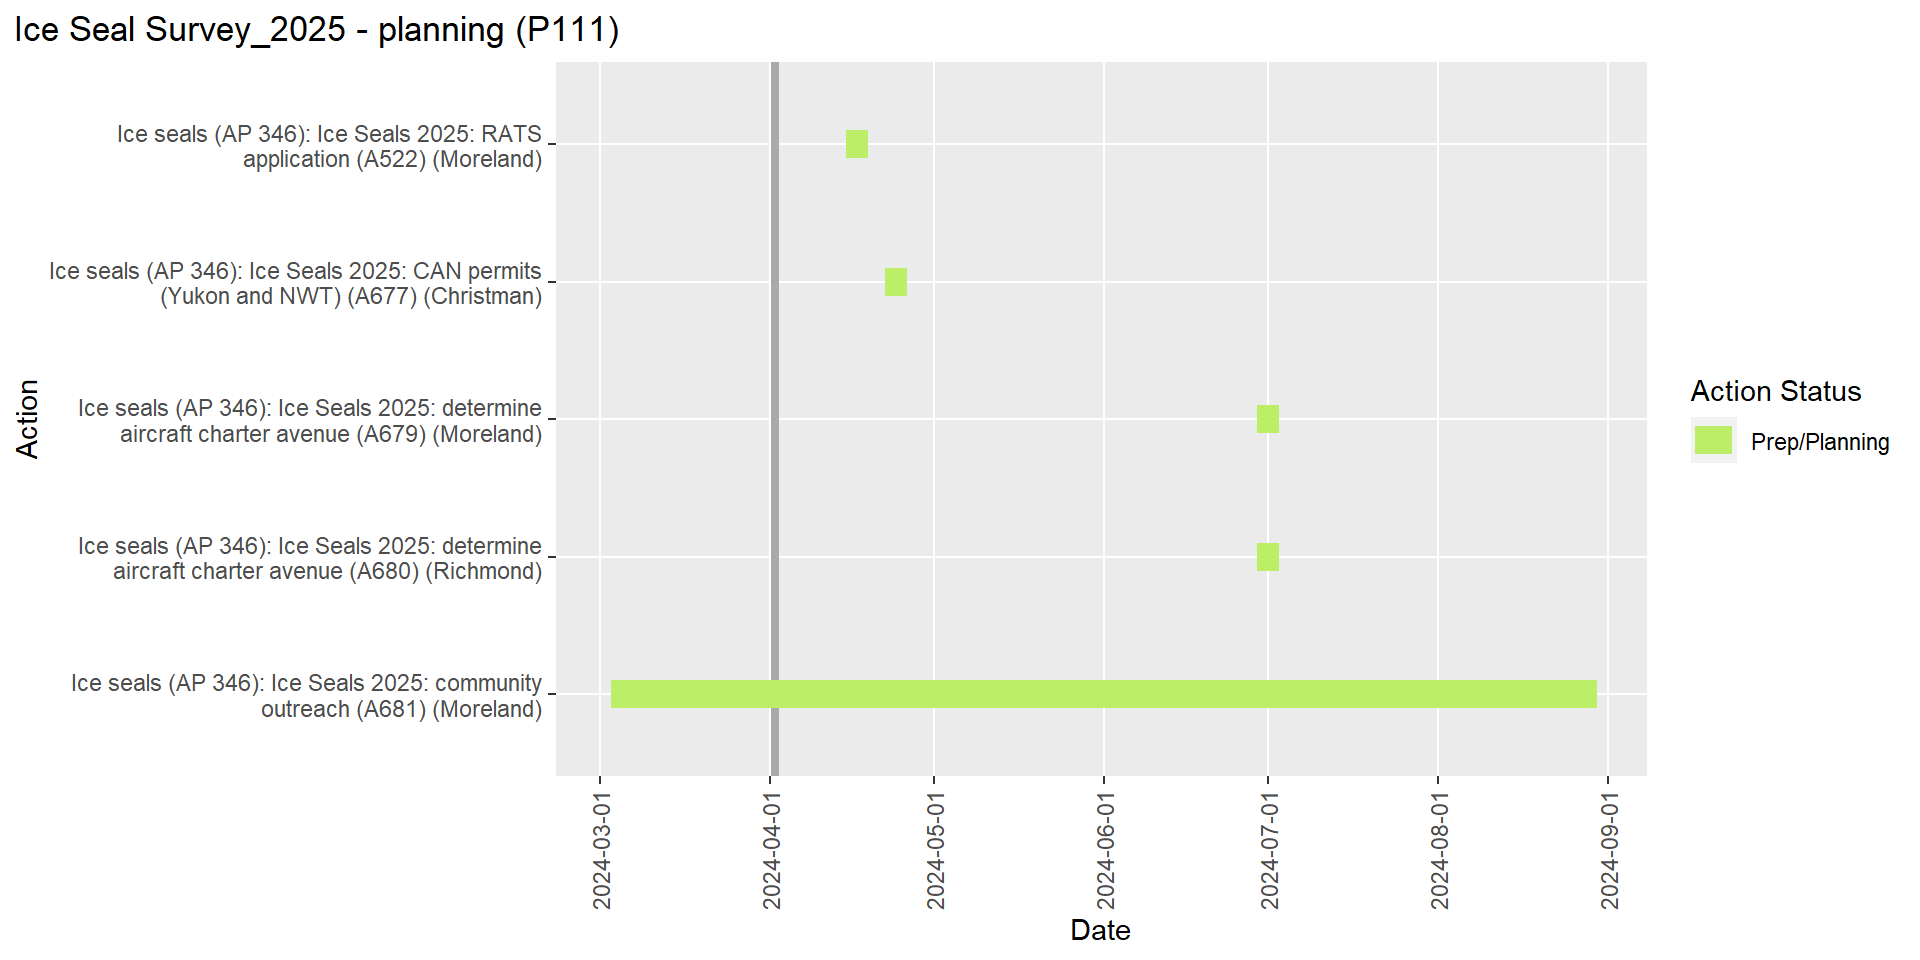 Ice Seal Survey_2025 - planning (P111)
Ice seals (AP 346): Ice Seals 2025: RATS
application (A522) (Moreland)
Ice seals (AP 346): Ice Seals 2025: CAN permits
(Yukon and NWT) (A677) (Christman)
Ice seals (AP 346): Ice Seals 2025: determine
aircraft charter avenue (A679) (Moreland)
Ice seals (AP 346): Ice Seals 2025: determine
aircraft charter avenue (A680) (Richmond)
Ice seals (AP 346): Ice Seals 2025: community
outreach (A681) (Moreland)
Action
2024-03-01
2024-04-01
2024-05-01
2024-06-01
2024-07-01
2024-08-01
2024-09-01
Date
Action Status
Prep/Planning